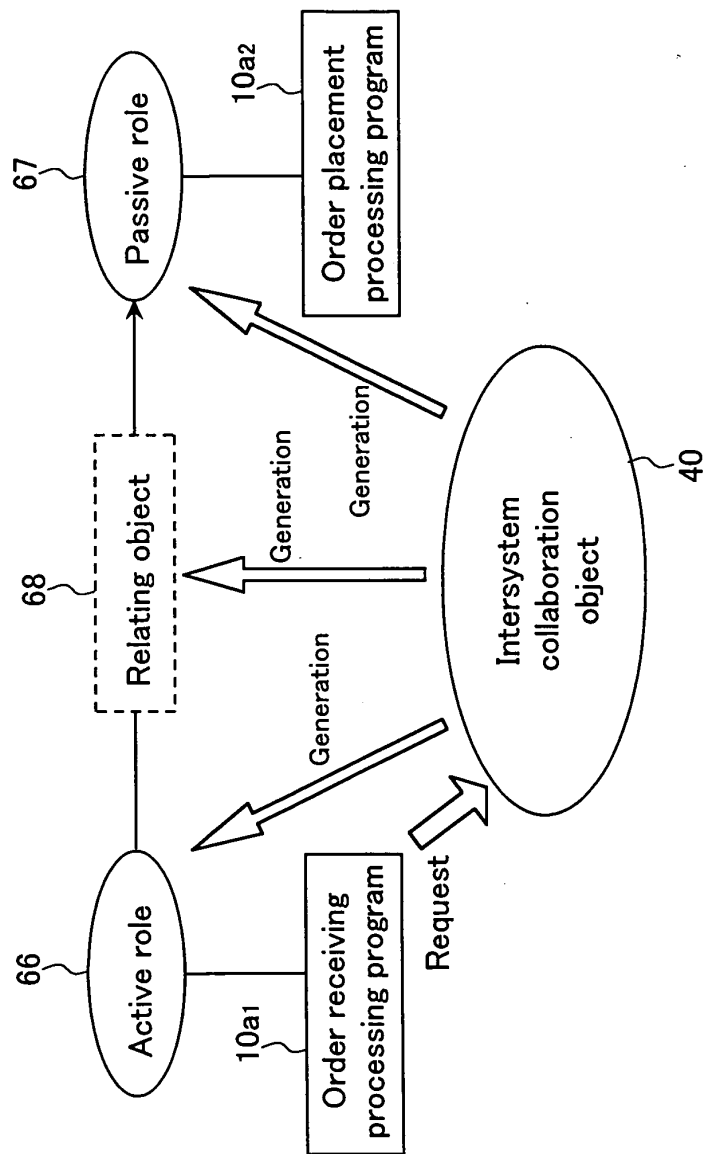 66
Active role
68
Relating object
67
Passive role
10a1
Order receiving
processing program
10a2
Order placement
processing program
Generation
Generation
Generation
Request
Intersystem
collaboration
object
40